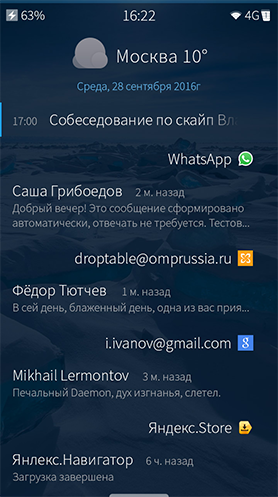 63% 16:22 4G
Москва 10°
Среда, 28 сентября 2016г
17:00 Собеседование по скайп Вл
WhatsApp
Саша Грибоедов 2 м. назад
Добрый вечер! Это сообщение сформировано
автоматически, отвечать не требуется. Тестов...
droptable@omprussia.ru
Фёдор Тютчев 1 м. назад
В сей день, блаженный день, одна из вас прия...
i.ivanov@gmail.com
8
Mikhail Lermontov 3 м. назад
Печальный Daemon, дух изгнанья, слетел.
Яндекс.Store
Янлекс.Навигатор 6 ч. назад
Загрузка завершена